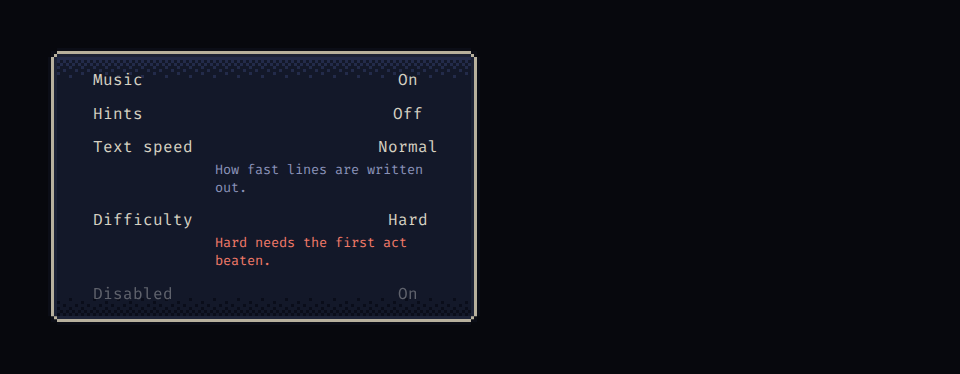 Music On
Hints Off
Text speed Normal
How fast lines are written
out.
Difficulty Hard
Hard needs the first act
beaten.
Disabled On